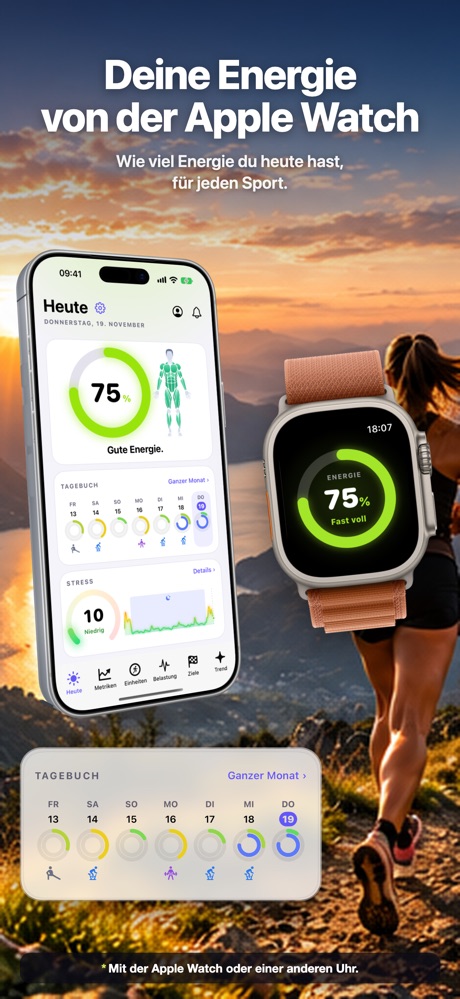 Deine Energie
von der Apple Watch
Wie viel Energie du heute hast,
für jeden Sport.
09:41
Heute
DONNERSTAG, 19. NOVEMBER
75%
Gute Energie.
TAGEBUCH
Ganzer Monat ›
FR SA SO MO DI MI DO
13 14 15 16 17 18 19
STRESS
Details ›
10
Niedrig
Heute Metriken Einheiten Belastung Ziele Trend
18:07
ENERGIE
75%
Fast voll
TAGEBUCH
Ganzer Monat ›
FR SA SO MO DI MI DO
13 14 15 16 17 18 19
* Mit der Apple Watch oder einer anderen Uhr.